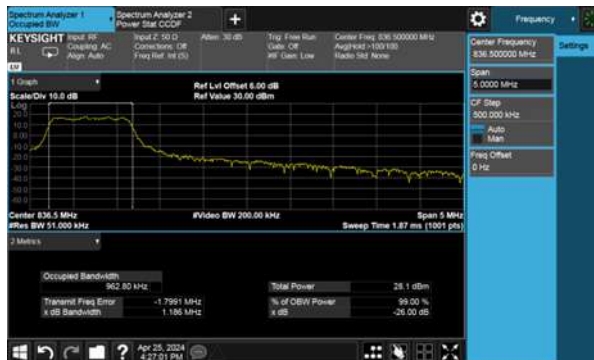 Spectrum Analyzer 1
Occupied BW
Spectrum Analyzer 2
Power Stat CCDF
+
Frequency
KEYSIGHT
Input: RF
Coupling: AC
Align: Auto
Input Z: 50 Ω
Corrections: Off
Freq Ref: Int (S)
Atten: 30 dB
Trig: Free Run
Gate: Off
#IF Gain: Low
Center Freq: 836.500000 MHz
Avg|Hold:>100/100
Radio Std: None
Center Frequency
836.500000 MHz
Settings
Span
5.0000 MHz
CF Step
500.000 kHz
Auto
Man
Freq Offset
0 Hz
1 Graph
Scale/Div 10.0 dB
Ref Lvl Offset 6.00 dB
Ref Value 30.00 dBm
Log
20.0
10.0
0.00
Center 836.5 MHz
#Res BW 51.000 kHz
#Video BW 200.00 kHz
Span 5 MHz
Sweep Time 1.87 ms (1001 pts)
2 Metrics
Occupied Bandwidth
962.80 kHz
Total Power
28.1 dBm
Transmit Freq Error
-1.7991 MHz
% of OBW Power
99.00 %
x dB Bandwidth
1.186 MHz
x dB
-26.00 dB
?
Apr 25, 2024
4:27:01 PM